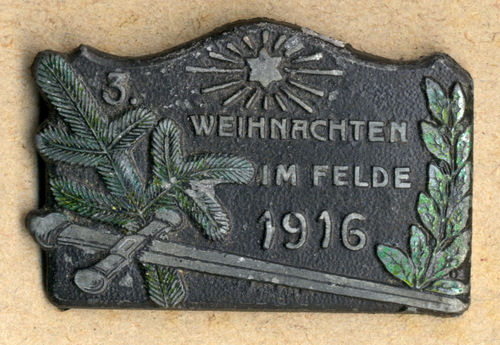 3.
WEIHNACHTEN
IM FELDE
1916